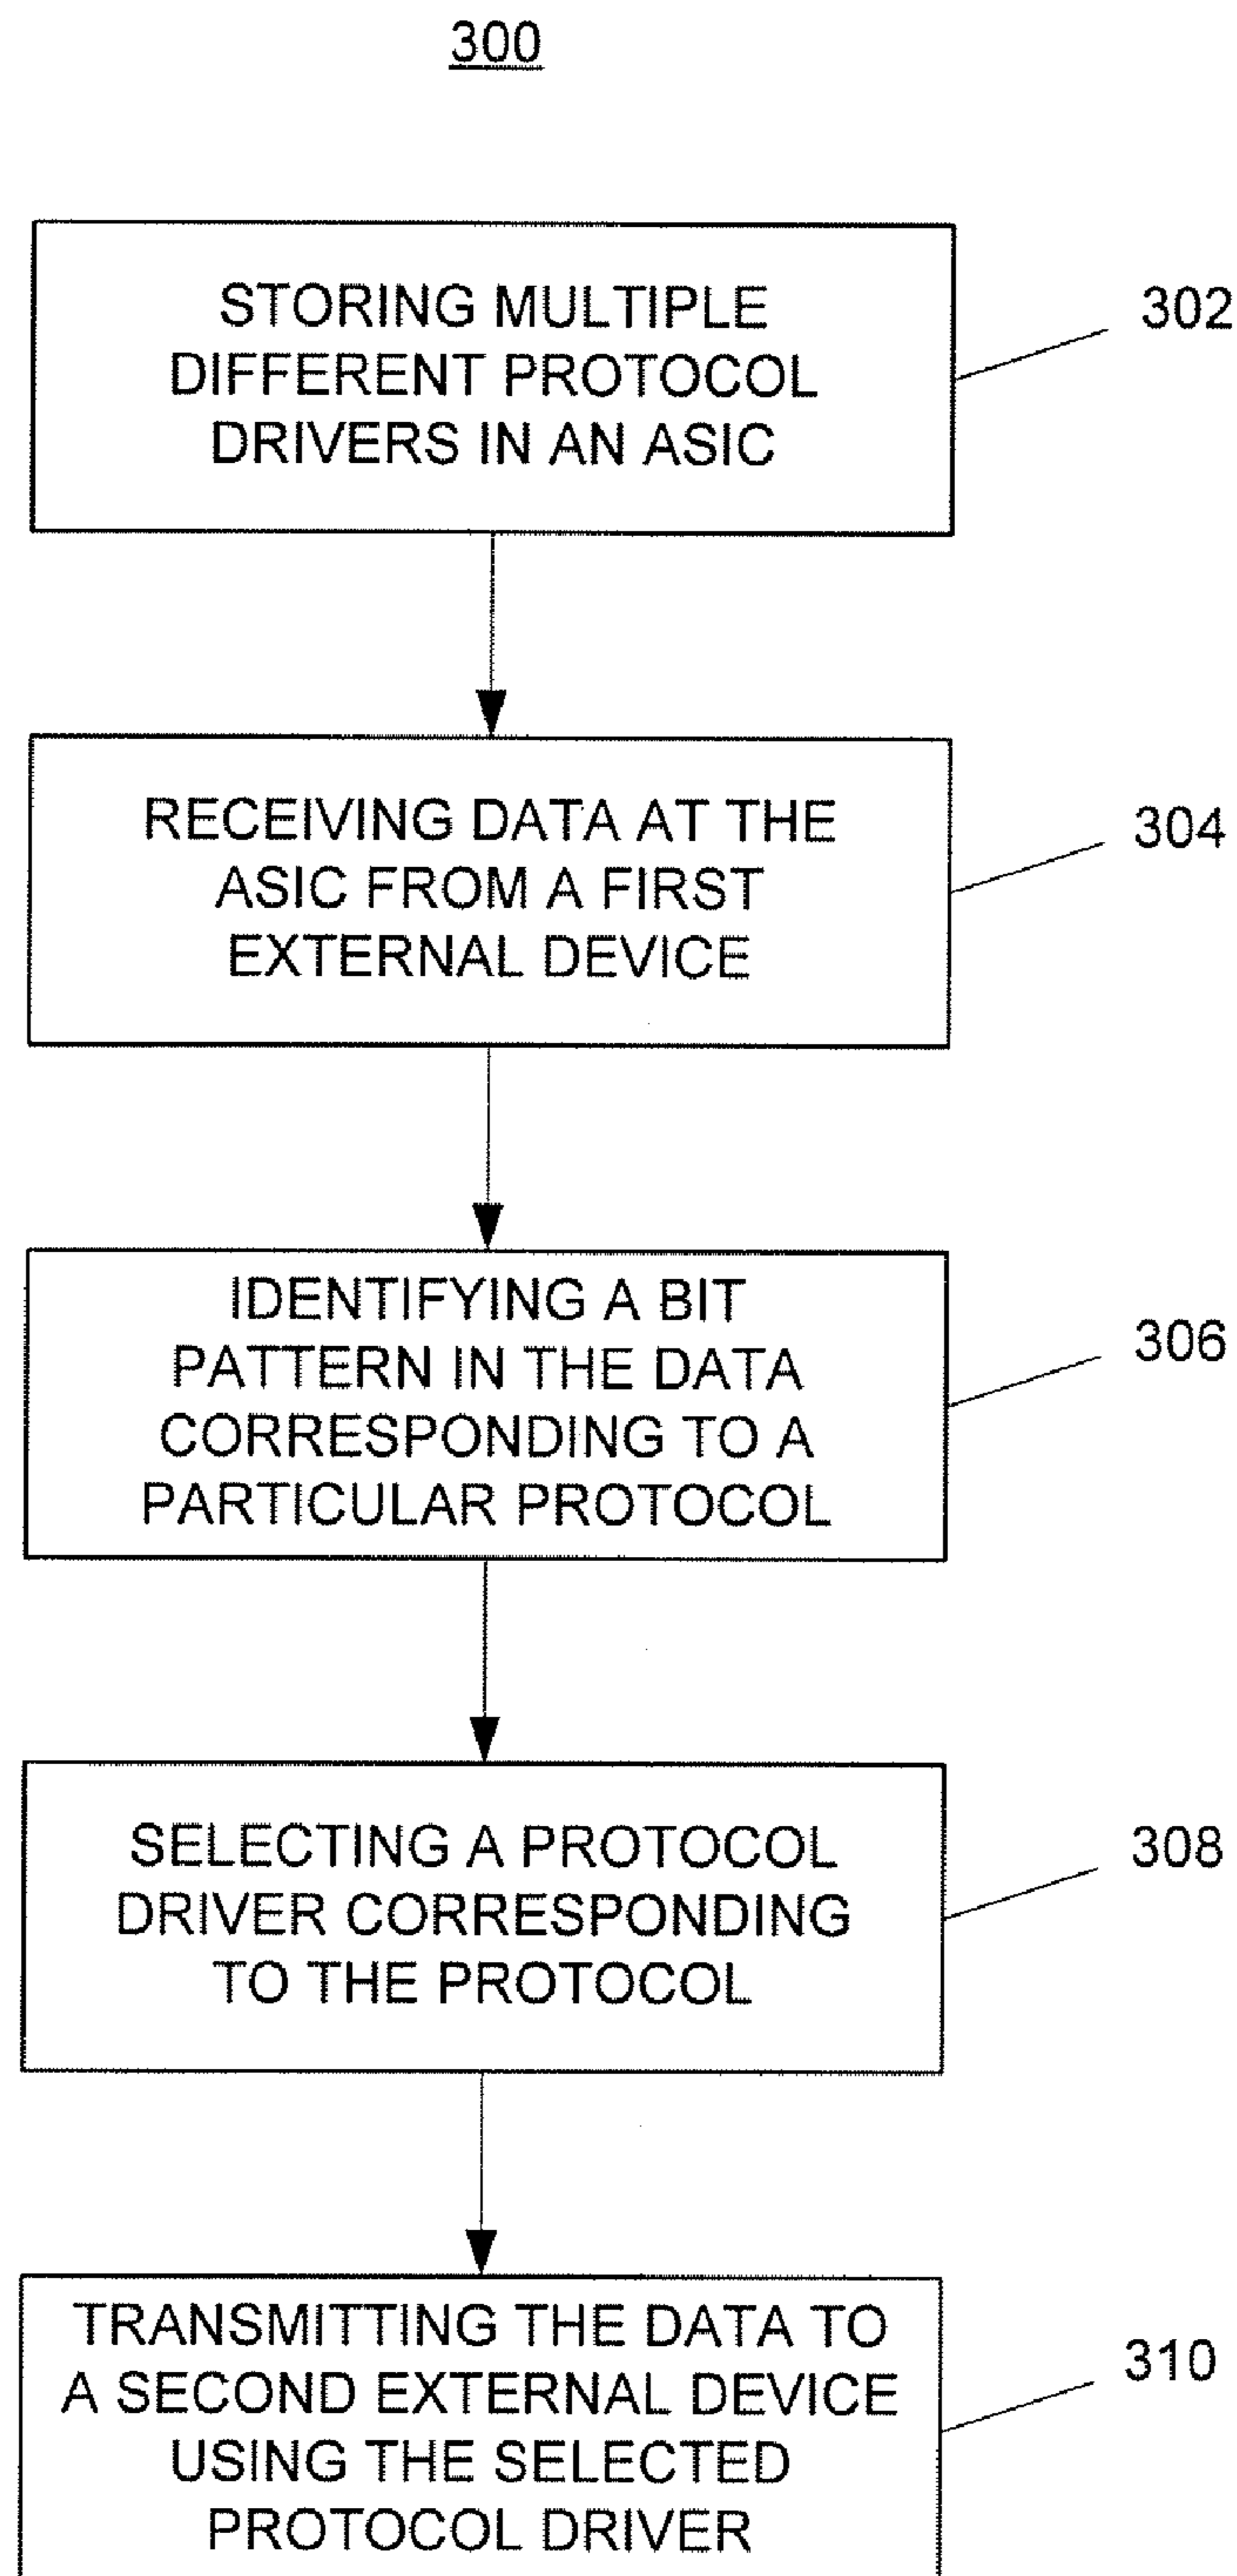 300
STORING MULTIPLE
DIFFERENT PROTOCOL
DRIVERS IN AN ASIC
302
RECEIVING DATA AT THE
ASIC FROM A FIRST
EXTERNAL DEVICE
304
IDENTIFYING A BIT
PATTERN IN THE DATA
CORRESPONDING TO A
PARTICULAR PROTOCOL
306
SELECTING A PROTOCOL
DRIVER CORRESPONDING
TO THE PROTOCOL
308
TRANSMITTING THE DATA TO
A SECOND EXTERNAL DEVICE
USING THE SELECTED
PROTOCOL DRIVER
310